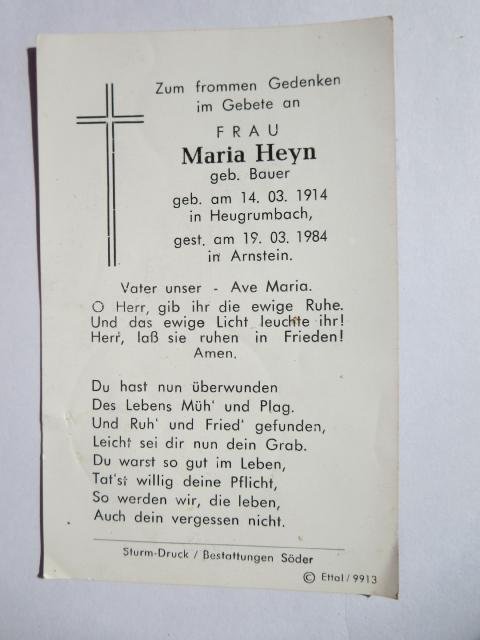 Zum frommen Gedenken
im Gebete an
FRAU
Maria Heyn
geb. Bauer
geb. am 14. 03. 1914
in Heugrumbach,
gest. am 19. 03. 1984
in Arnstein.
Vater unser - Ave Maria.
O Herr, gib ihr die ewige Ruhe.
Und das ewige Licht leuchte ihr!
Herr, laß sie ruhen in Frieden!
Amen.
Du hast nun überwunden
Des Lebens Müh' und Plag.
Und Ruh' und Fried' gefunden,
Leicht sei dir nun dein Grab.
Du warst so gut im Leben,
Tat'st willig deine Pflicht,
So werden wir, die leben,
Auch dein vergessen nicht.
Sturm-Druck / Bestattungen Söder
© Ettal/9913